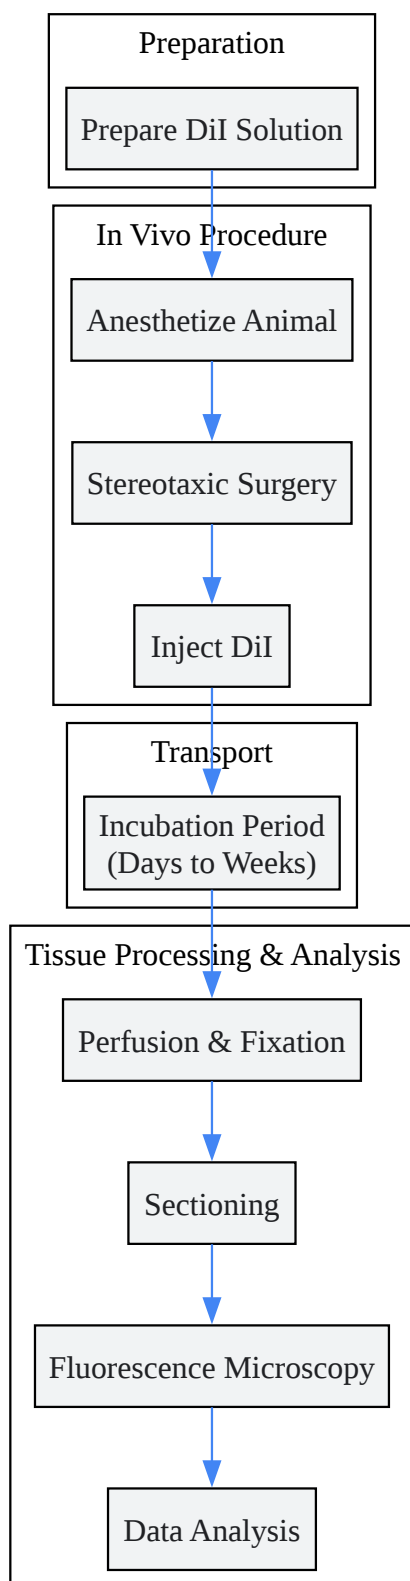 Preparation
Prepare DiI Solution
In Vivo Procedure
Anesthetize Animal
Stereotaxic Surgery
Inject DiI
Transport
Incubation Period
(Days to Weeks)
Tissue Processing & Analysis
Perfusion & Fixation
Sectioning
Fluorescence Microscopy
Data Analysis